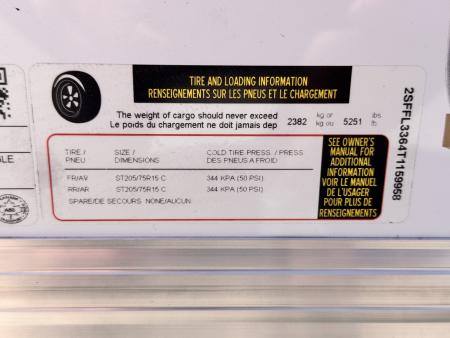 TIRE AND LOADING INFORMATION
RENSEIGNEMENTS SUR LES PNEUS ET LE CHARGEMENT
The weight of cargo should never exceed 2382 kg or 5251 lbs
Le poids du chargement ne doit jamais dep kg ou lb
TIRE / SIZE / COLD TIRE PRESS / PRESS
PNEU DIMENSIONS DES PNEUS A FROID
FR/AV ST205/75R15 C 344 KPA (50 PSI)
RR/AR ST205/75R15 C 344 KPA (50 PSI)
SPARE/DE SECOURS NONE/AUCUN
SEE OWNER'S
MANUAL FOR
ADDITIONAL
INFORMATION
VOIR LE MANUEL
DE L'USAGER
POUR PLUS DE
RENSEIGNEMENTS
2SFFL3364T1159958
GLE